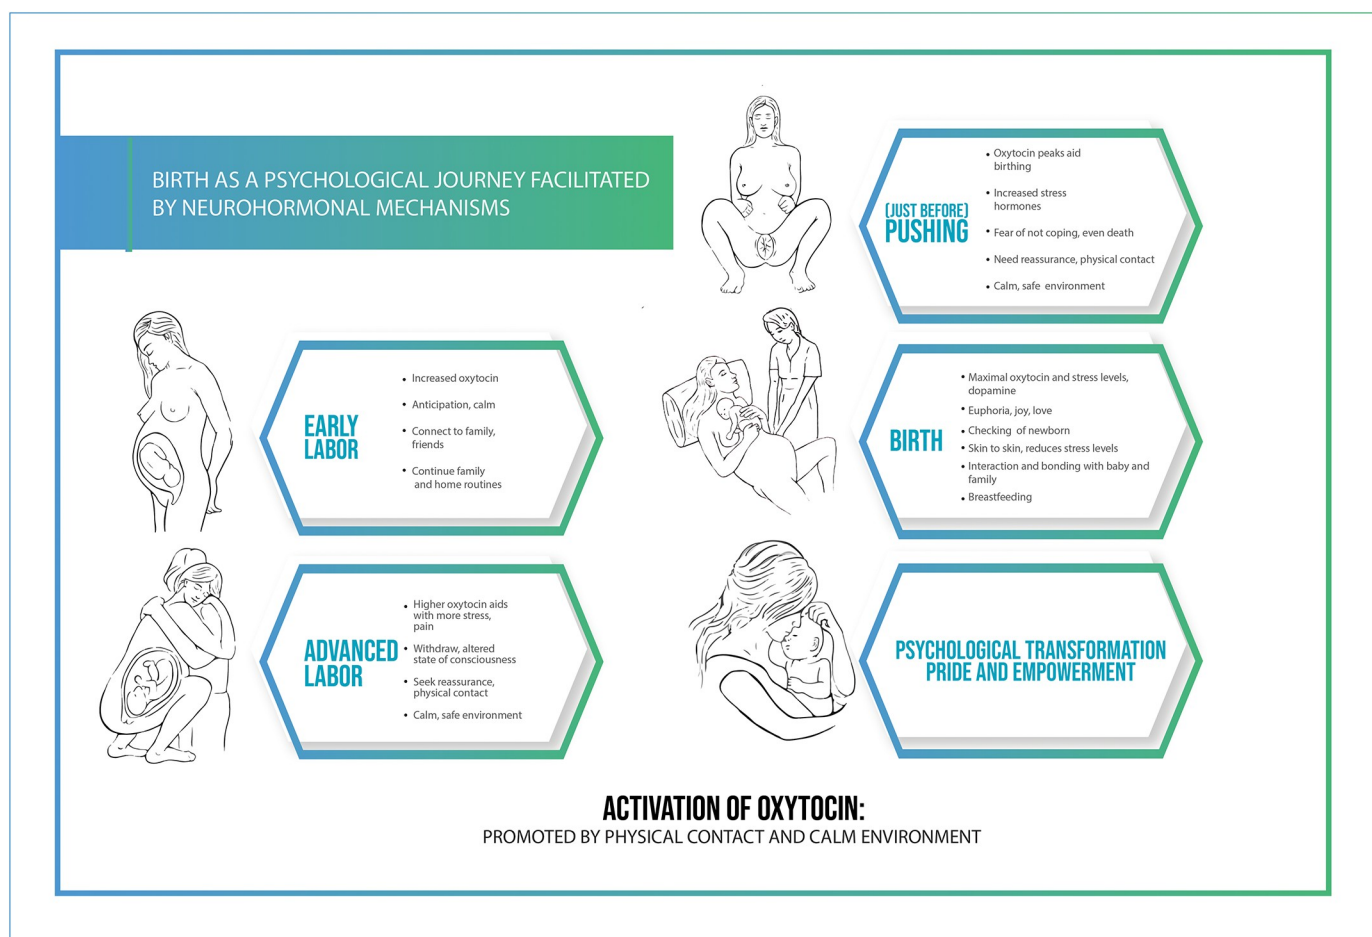 BIRTH AS A PSYCHOLOGICAL JOURNEY FACILITATED
BY NEUROHORMONAL MECHANISMS
EARLY
LABOR
• Increased oxytocin
• Anticipation, calm
• Connect to family,
friends
• Continue family
and home routines
ADVANCED
LABOR
• Higher oxytocin aids
with more stress,
pain
• Withdraw, altered
state of consciousness
• Seek reassurance,
physical contact
• Calm, safe environment
(JUST BEFORE)
PUSHING
• Oxytocin peaks aid
birthing
• Increased stress
hormones
• Fear of not coping, even death
• Need reassurance, physical contact
• Calm, safe environment
BIRTH
• Maximal oxytocin and stress levels,
dopamine
• Euphoria, joy, love
• Checking of newborn
• Skin to skin, reduces stress levels
• Interaction and bonding with baby and
family
• Breastfeeding
PSYCHOLOGICAL TRANSFORMATION
PRIDE AND EMPOWERMENT
ACTIVATION OF OXYTOCIN:
PROMOTED BY PHYSICAL CONTACT AND CALM ENVIRONMENT